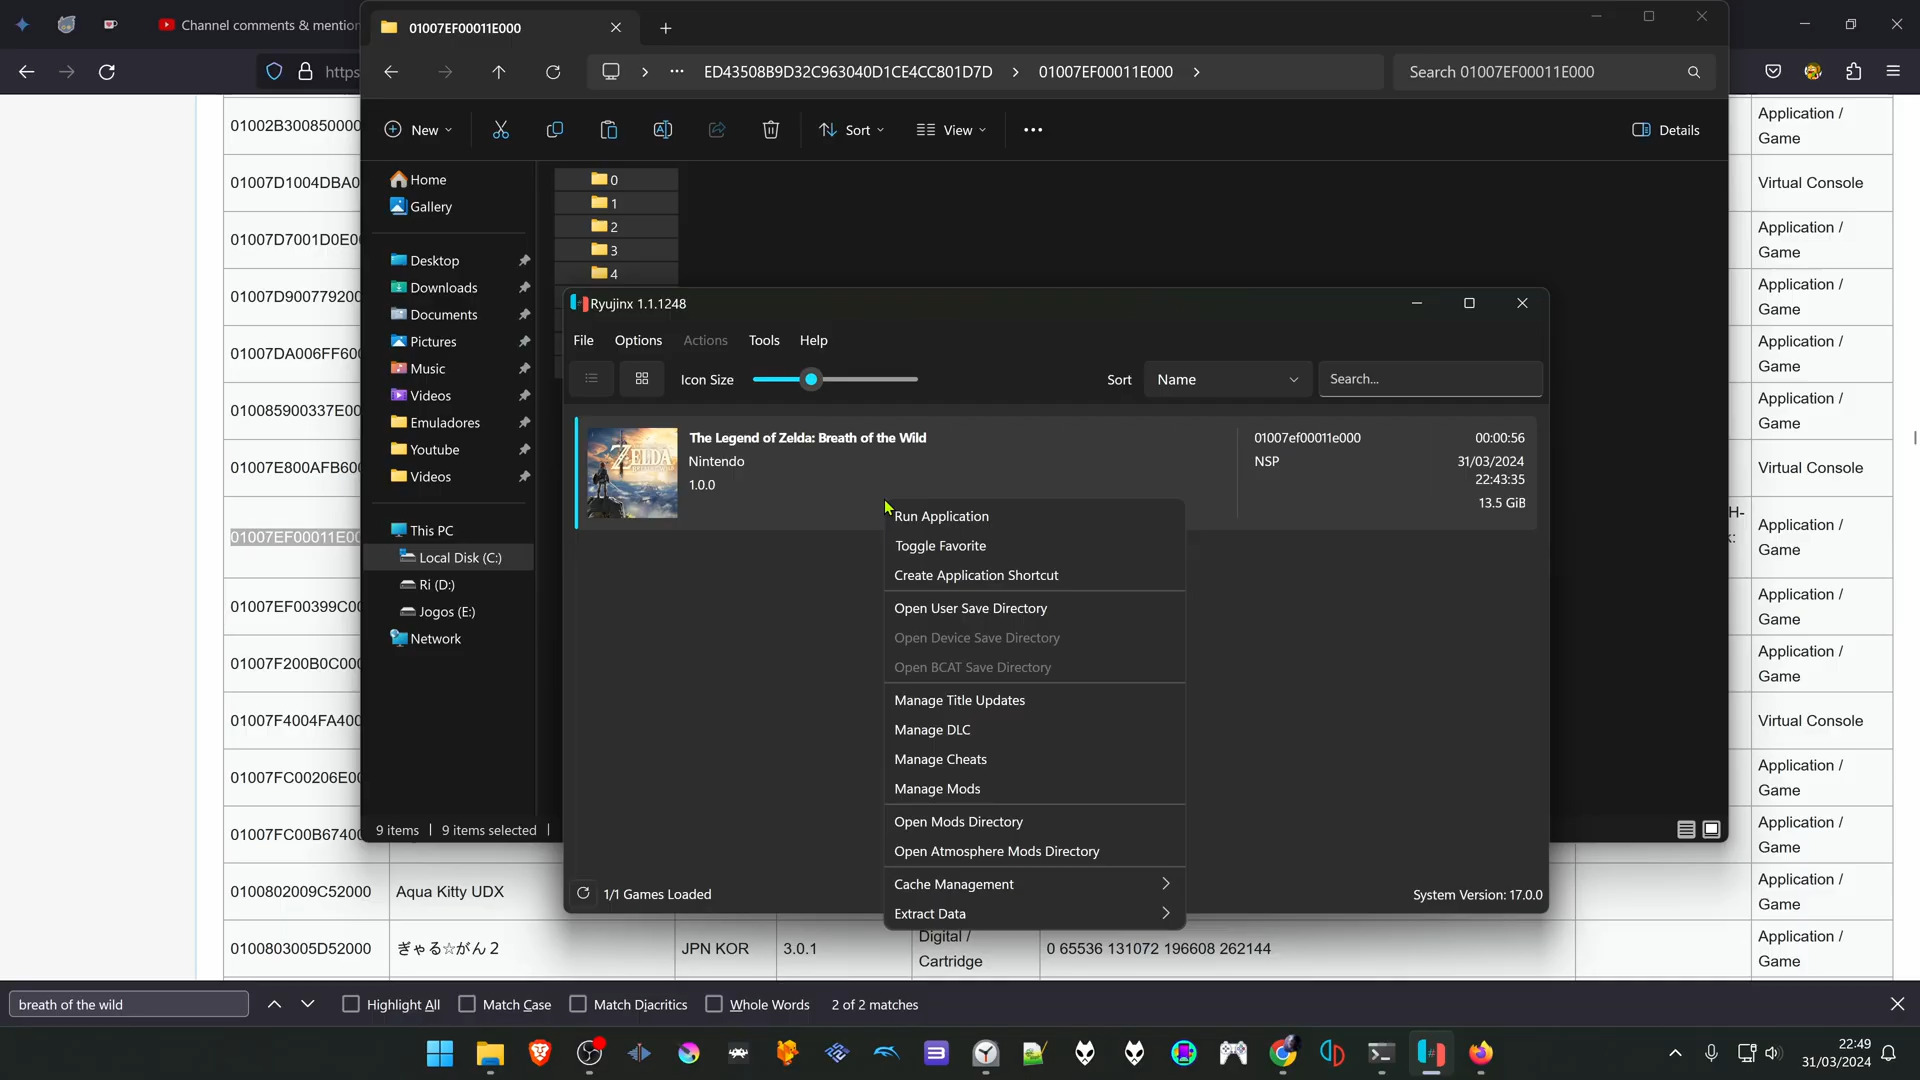 Channel comments & mention
https
01007EF00011E000
ED43508B9D32C963040D1CE4CC801D7D
01007EF00011E000
Search 01007EF00011E000
New
Sort
View
Details
Home
Gallery
Desktop
Downloads
Documents
Pictures
Music
Videos
Emuladores
Youtube
Videos
This PC
Local Disk (C:)
Ri (D:)
Jogos (E:)
Network
0
1
2
3
4
9 items
9 items selected
Ryujinx 1.1.1248
File
Options
Actions
Tools
Help
Icon Size
Sort
Name
Search...
ZELDA
The Legend of Zelda: Breath of the Wild
Nintendo
1.0.0
01007ef00011e000
NSP
00:00:56
31/03/2024
22:43:35
13.5 GiB
Run Application
Toggle Favorite
Create Application Shortcut
Open User Save Directory
Open Device Save Directory
Open BCAT Save Directory
Manage Title Updates
Manage DLC
Manage Cheats
Manage Mods
Open Mods Directory
Open Atmosphere Mods Directory
Cache Management
Extract Data
1/1 Games Loaded
System Version: 17.0.0
01002B300850000
01007D1004DBA0
01007D7001D0E00
01007D900779200
01007DA006FF600
010085900337E00
01007E800AFB600
01007EF00011E00
01007EF00399C00
01007F200B0C000
01007F4004FA400
01007FC00206E00
01007FC00B67400
0100802009C52000
Aqua Kitty UDX
0100803005D52000
ぎゃる☆がん2
JPN KOR
3.0.1
Digital /
Cartridge
0 65536 131072 196608 262144
Application /
Game
Virtual Console
Application /
Game
Application /
Game
Application /
Game
Application /
Game
Virtual Console
H-
Application /
Game
Application /
Game
Application /
Game
Virtual Console
Application /
Game
Application /
Game
Application /
Game
Application /
Game
breath of the wild
Highlight All
Match Case
Match Diacritics
Whole Words
2 of 2 matches
22:49
31/03/2024